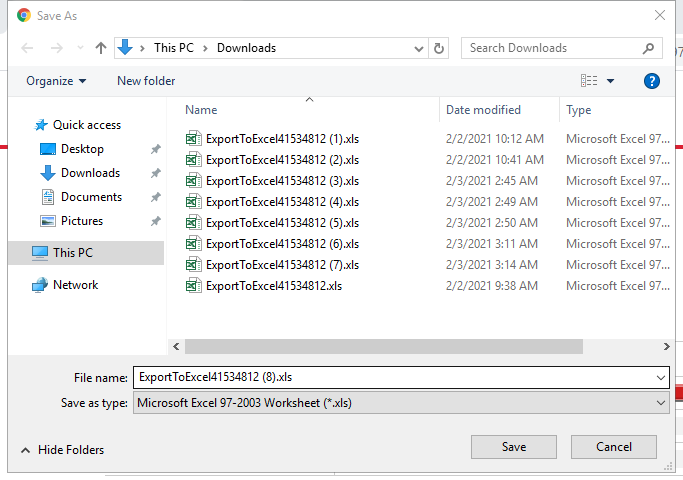 Save As
This PC > Downloads
Search Downloads
Organize
New folder
Name Date modified Type
Quick access
Desktop
Downloads
Documents
Pictures
This PC
Network
ExportToExcel41534812 (1).xls 2/2/2021 10:12 AM Microsoft Excel 97...
ExportToExcel41534812 (2).xls 2/2/2021 10:41 AM Microsoft Excel 97...
ExportToExcel41534812 (3).xls 2/3/2021 2:45 AM Microsoft Excel 97...
ExportToExcel41534812 (4).xls 2/3/2021 2:49 AM Microsoft Excel 97...
ExportToExcel41534812 (5).xls 2/3/2021 2:50 AM Microsoft Excel 97...
ExportToExcel41534812 (6).xls 2/3/2021 3:11 AM Microsoft Excel 97...
ExportToExcel41534812 (7).xls 2/3/2021 3:14 AM Microsoft Excel 97...
ExportToExcel41534812.xls 2/2/2021 9:38 AM Microsoft Excel 97...
File name: ExportToExcel41534812 (8).xls
Save as type: Microsoft Excel 97-2003 Worksheet (*.xls)
Hide Folders
Save
Cancel